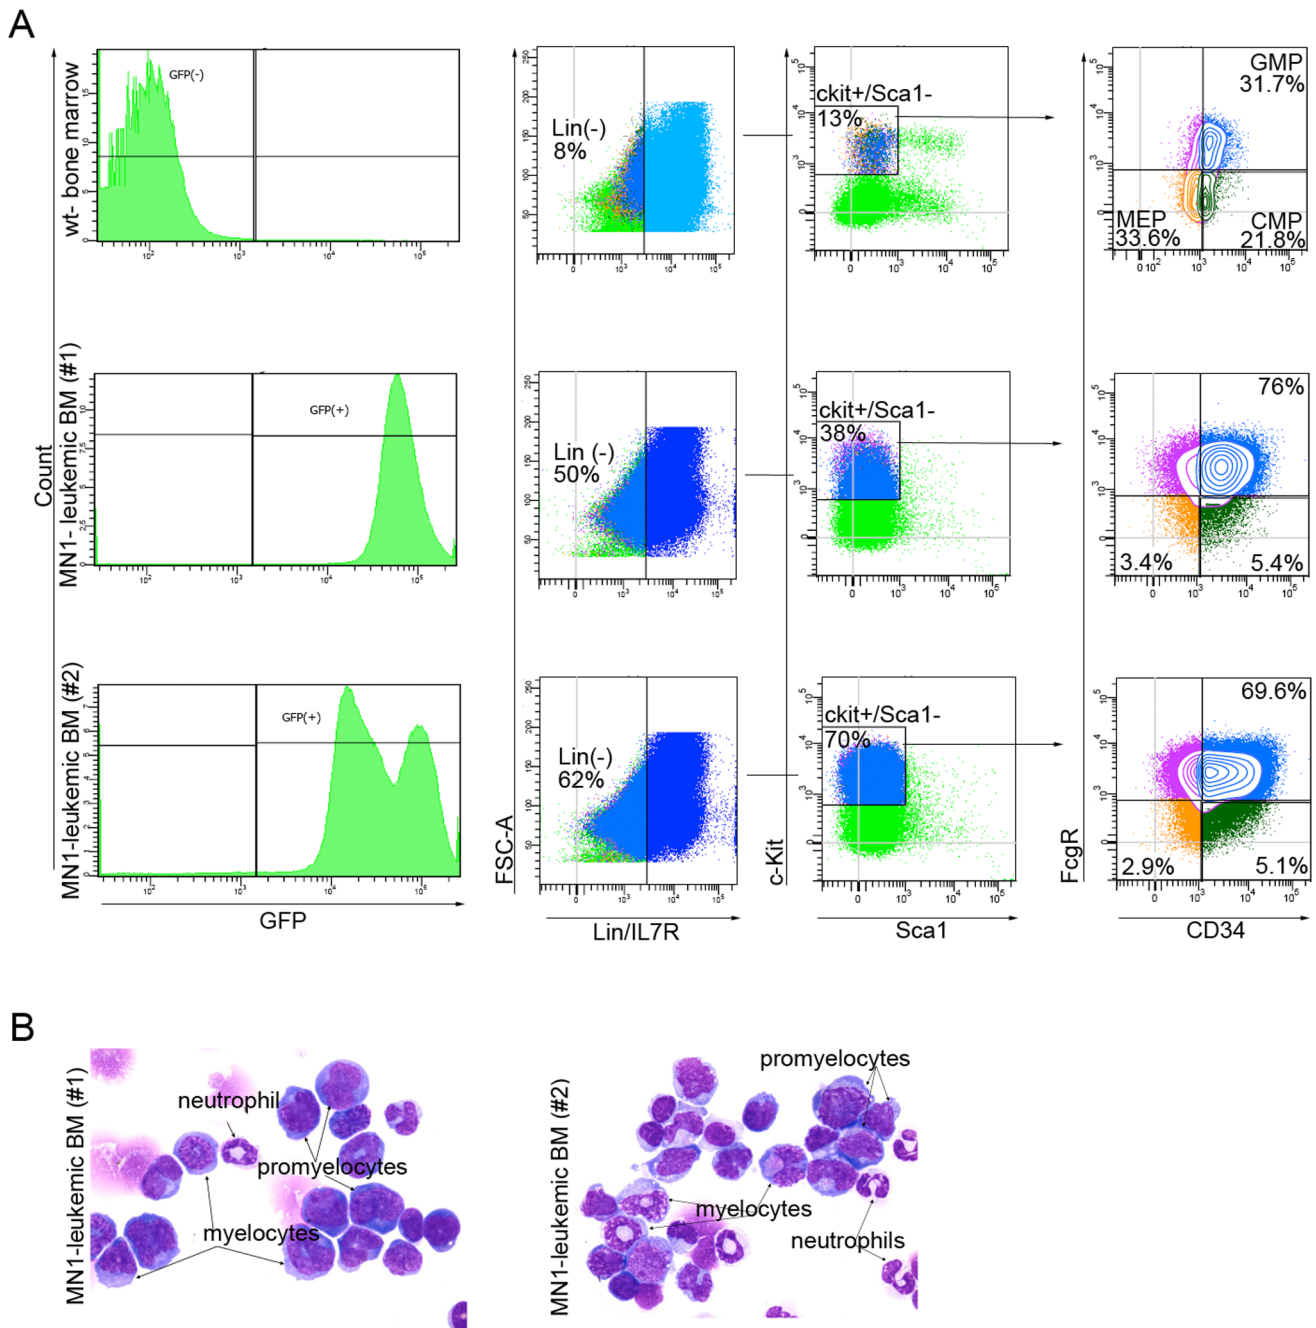 A
wt- bone marrow
GFP(-)
Lin(-)
8%
ckit+/Sca1-
13%
GMP
31.7%
MEP
33.6%
CMP
21.8%
Count
MN1- leukemic BM (#1)
GFP(+)
Lin (-)
50%
ckit+/Sca1-
38%
76%
3.4%
5.4%
MN1-leukemic BM (#2)
GFP(+)
Lin(-)
62%
ckit+/Sca1-
70%
69.6%
2.9%
5.1%
GFP
FSC-A
Lin/IL7R
c-Kit
Sca1
FcgR
CD34
B
MN1-leukemic BM (#1)
neutrophil
promyelocytes
myelocytes
MN1-leukemic BM (#2)
promyelocytes
myelocytes
neutrophils